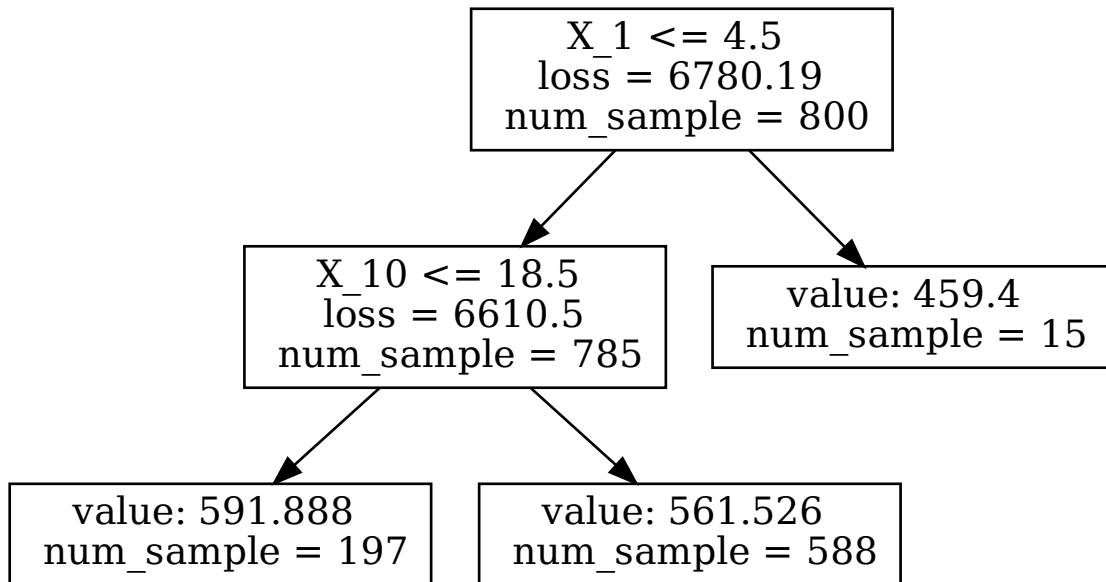 X_1 <= 4.5
loss = 6780.19
num_sample = 800
X_10 <= 18.5
loss = 6610.5
num_sample = 785
value: 459.4
num_sample = 15
value: 591.888
num_sample = 197
value: 561.526
num_sample = 588